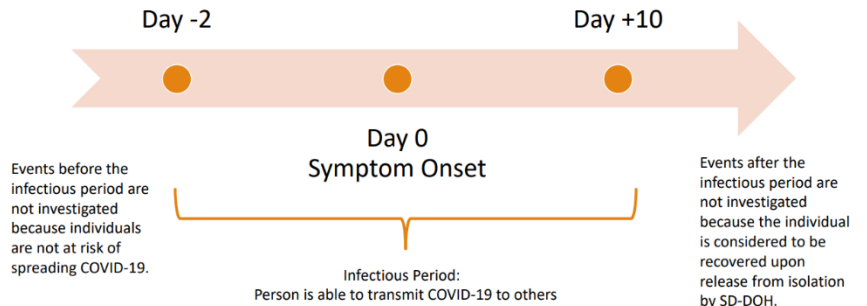 Day -2
Day +10
Day 0
Symptom Onset
Events before the
infectious period are
not investigated
because individuals
are not at risk of
spreading COVID-19.
Infectious Period:
Person is able to transmit COVID-19 to others
Events after the
infectious period are
not investigated
because the individual
is considered to be
recovered upon
release from isolation
by SD-DOH.